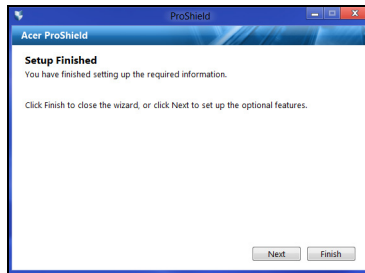 ProShield
Acer ProShield
Setup Finished
You have finished setting up the required information.
Click Finish to close the wizard, or click Next to set up the optional features.
Next Finish